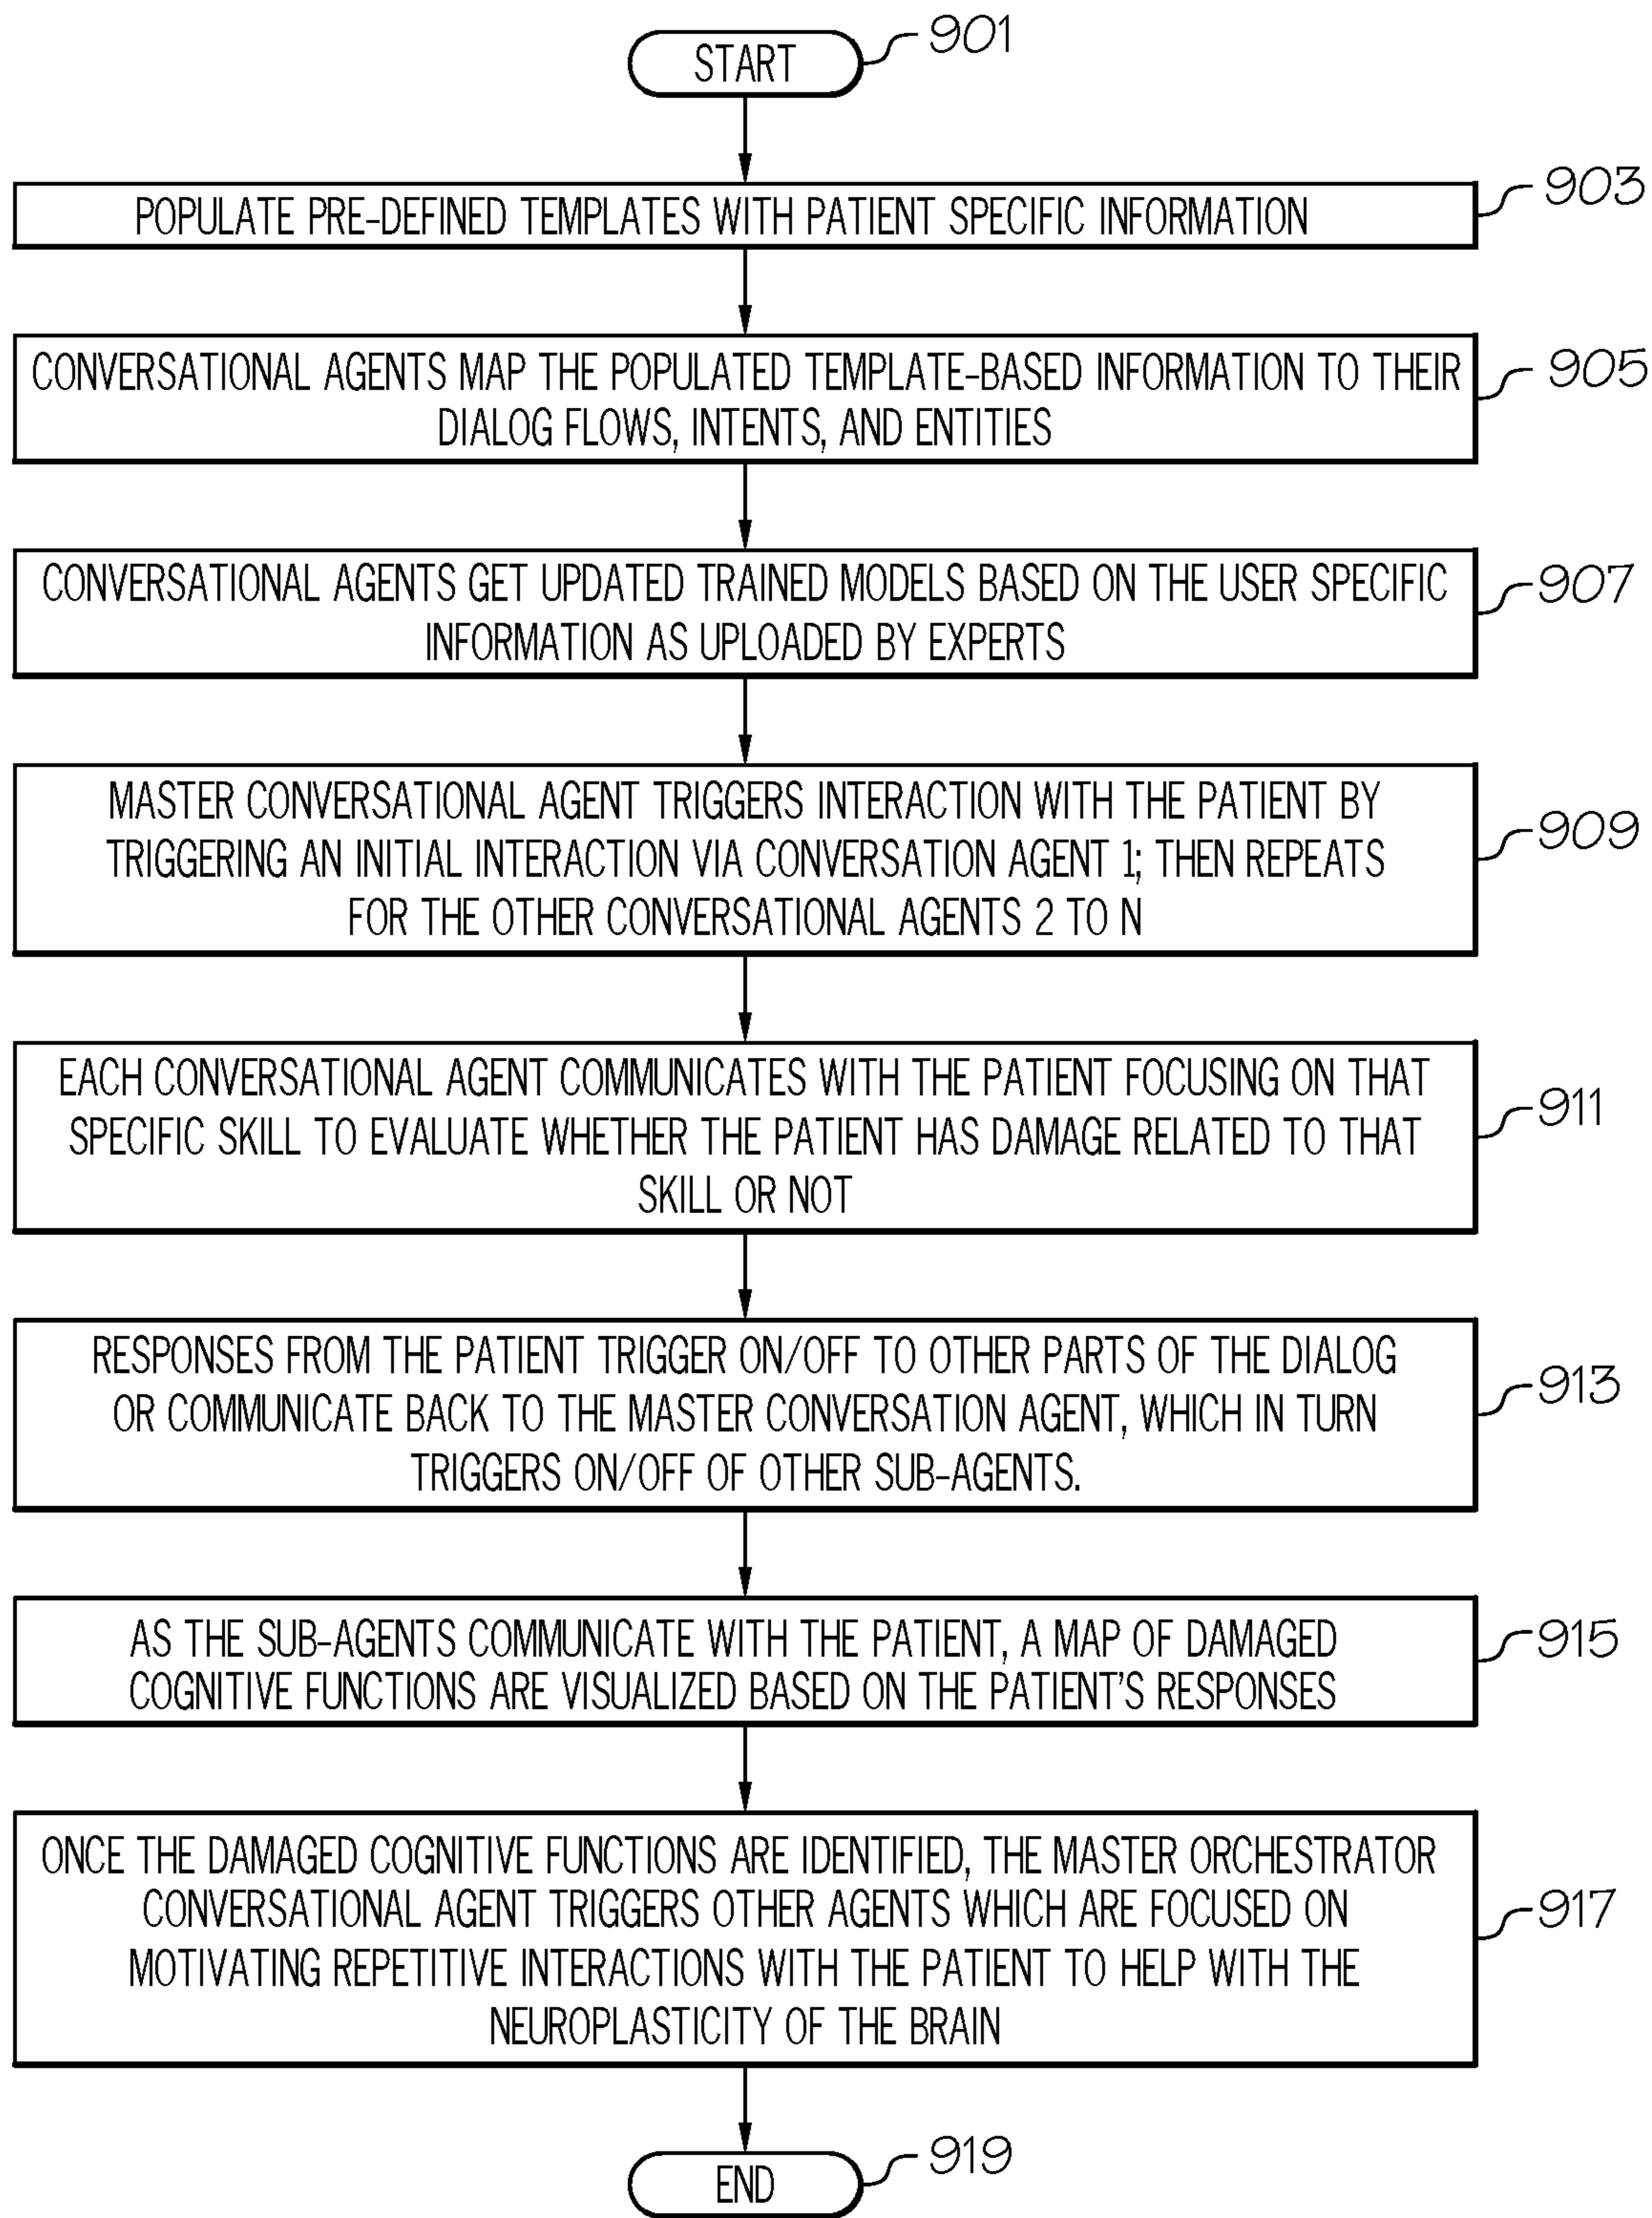 START
901
POPULATE PRE-DEFINED TEMPLATES WITH PATIENT SPECIFIC INFORMATION
903
CONVERSATIONAL AGENTS MAP THE POPULATED TEMPLATE-BASED INFORMATION TO THEIR
DIALOG FLOWS, INTENTS, AND ENTITIES
905
CONVERSATIONAL AGENTS GET UPDATED TRAINED MODELS BASED ON THE USER SPECIFIC
INFORMATION AS UPLOADED BY EXPERTS
907
MASTER CONVERSATIONAL AGENT TRIGGERS INTERACTION WITH THE PATIENT BY
TRIGGERING AN INITIAL INTERACTION VIA CONVERSATION AGENT 1; THEN REPEATS
FOR THE OTHER CONVERSATIONAL AGENTS 2 TO N
909
EACH CONVERSATIONAL AGENT COMMUNICATES WITH THE PATIENT FOCUSING ON THAT
SPECIFIC SKILL TO EVALUATE WHETHER THE PATIENT HAS DAMAGE RELATED TO THAT
SKILL OR NOT
911
RESPONSES FROM THE PATIENT TRIGGER ON/OFF TO OTHER PARTS OF THE DIALOG
OR COMMUNICATE BACK TO THE MASTER CONVERSATION AGENT, WHICH IN TURN
TRIGGERS ON/OFF OF OTHER SUB-AGENTS.
913
AS THE SUB-AGENTS COMMUNICATE WITH THE PATIENT, A MAP OF DAMAGED
COGNITIVE FUNCTIONS ARE VISUALIZED BASED ON THE PATIENT'S RESPONSES
915
ONCE THE DAMAGED COGNITIVE FUNCTIONS ARE IDENTIFIED, THE MASTER ORCHESTRATOR
CONVERSATIONAL AGENT TRIGGERS OTHER AGENTS WHICH ARE FOCUSED ON
MOTIVATING REPETITIVE INTERACTIONS WITH THE PATIENT TO HELP WITH THE
NEUROPLASTICITY OF THE BRAIN
917
END
919